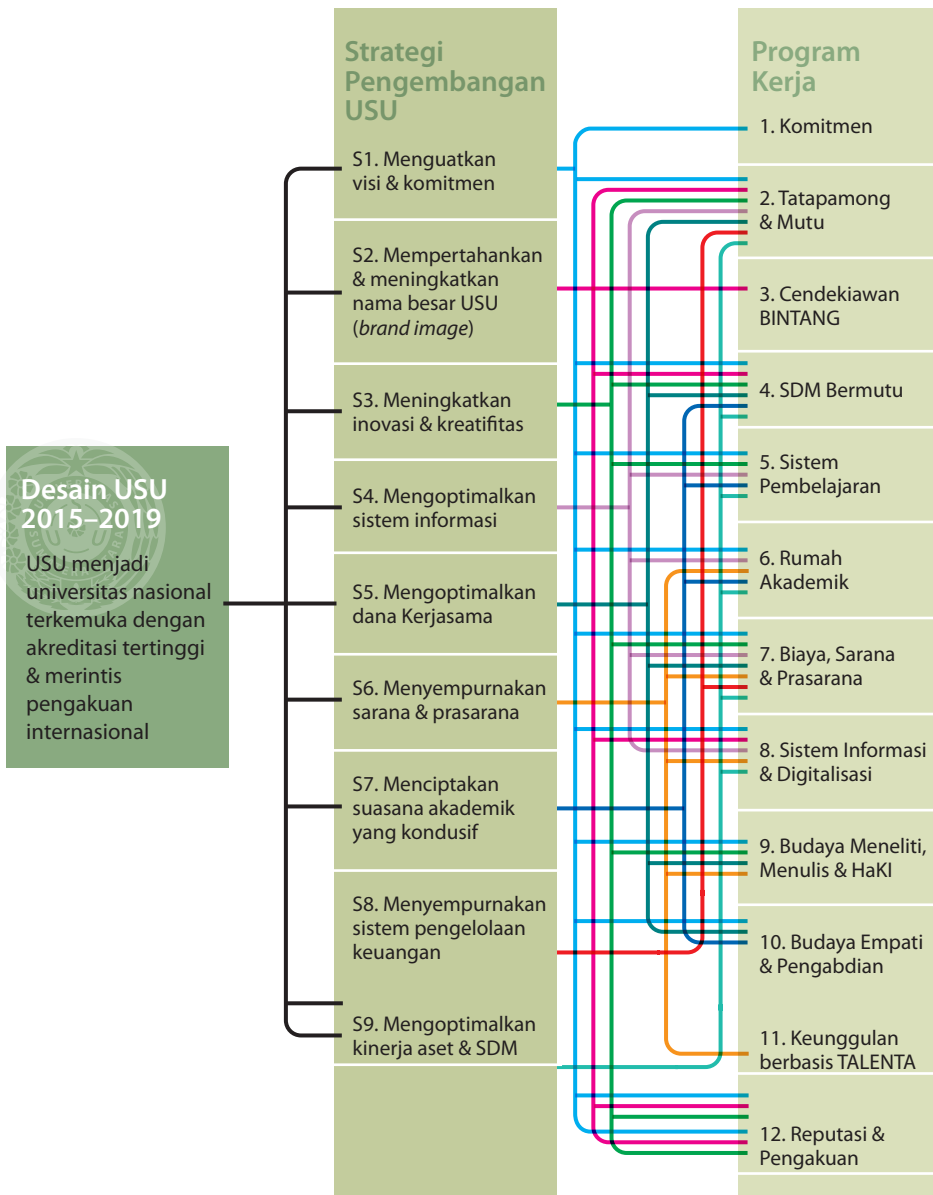 Strategi
Pengembangan
USU
Program
Kerja
Desain USU
2015–2019
USU menjadi
universitas nasional
terkemuka dengan
akreditasi tertinggi
& merintis
pengakuan
internasional
S1. Menguatkan
visi & komitmen
S2. Mempertahankan
& meningkatkan
nama besar USU
(brand image)
S3. Meningkatkan
inovasi & kreatifitas
S4. Mengoptimalkan
sistem informasi
S5. Mengoptimalkan
dana Kerjasama
S6. Menyempurnakan
sarana & prasarana
S7. Menciptakan
suasana akademik
yang kondusif
S8. Menyempurnakan
sistem pengelolaan
keuangan
S9. Mengoptimalkan
kinerja aset & SDM
1. Komitmen
2. Tatapamong
& Mutu
3. Cendekiawan
BINTANG
4. SDM Bermutu
5. Sistem
Pembelajaran
6. Rumah
Akademik
7. Biaya, Sarana
& Prasarana
8. Sistem Informasi
& Digitalisasi
9. Budaya Meneliti,
Menulis & HaKI
10. Budaya Empati
& Pengabdian
11. Keunggulan
berbasis TALENTA
12. Reputasi &
Pengakuan